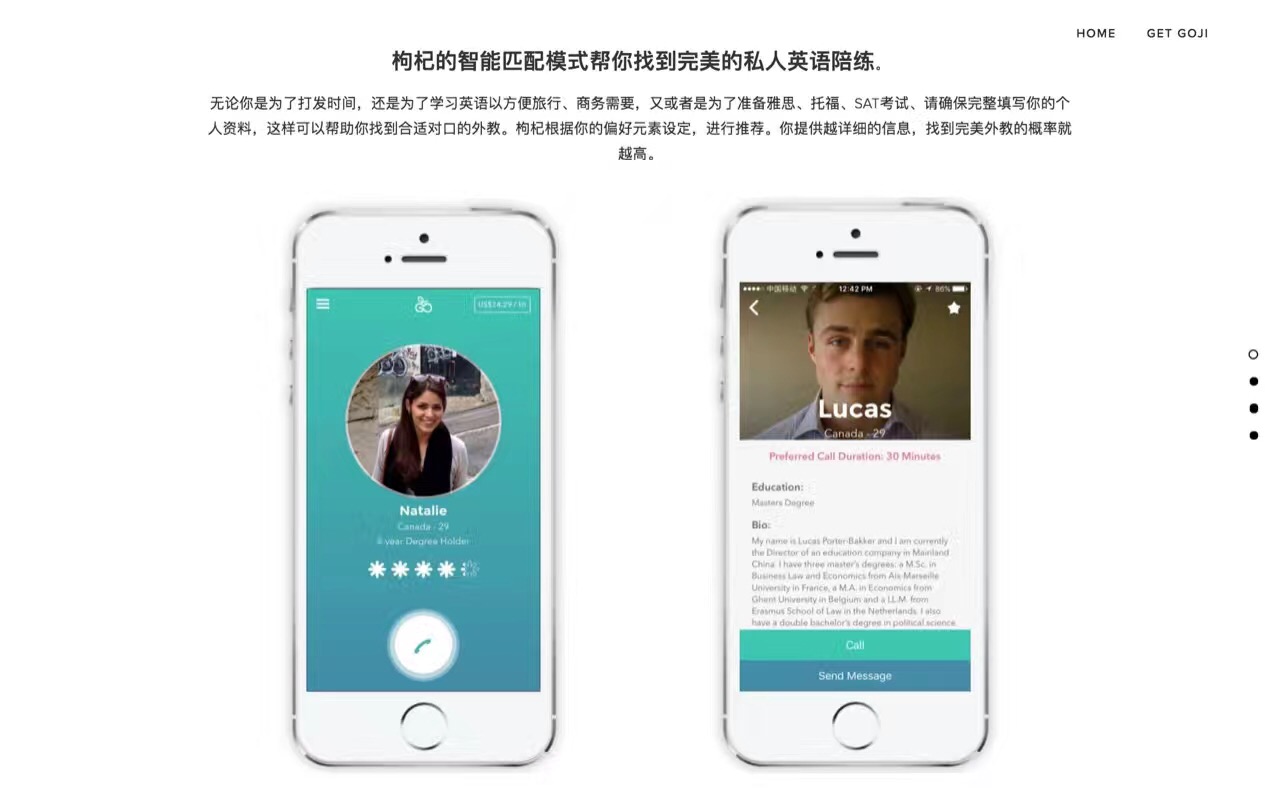 HOME GET GOJI
枸杞的智能匹配模式帮你找到完美的私人英语陪练。
无论你是为了打发时间，还是为了学习英语以方便旅行、商务需要，又或者是为了准备雅思、托福、SAT考试、请确保完整填写你的个
人资料，这样可以帮助你找到合适对口的外教。枸杞根据你的偏好元素设定，进行推荐。你提供越详细的信息，找到完美外教的概率就
越高。
US$14.29 / 1h
Natalie
Canada - 29
4 year Degree Holder
中国移动 12:42 PM 86%
Lucas
Canada - 29
Preferred Call Duration: 30 Minutes
Education:
Masters Degree
Bio:
My name is Lucas Porter-Bakker and I am currently
the Director of an education company in Mainland
China. I have three master's degrees: a M.Sc. in
Business Law and Economics from Aix-Marseille
University in France, a M.A. in Economics from
Ghent University in Belgium and a LL.M. from
Erasmus School of Law in the Netherlands. I also
have a double bachelor's degree in political science
Call
Send Message